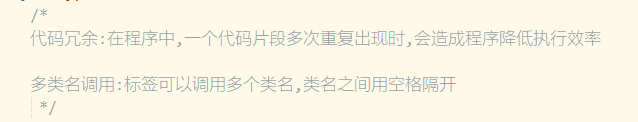 /*
代码冗余:在程序中,一个代码片段多次重复出现时,会造成程序降低执行效率
多类名调用:标签可以调用多个类名,类名之间用空格隔开
*/